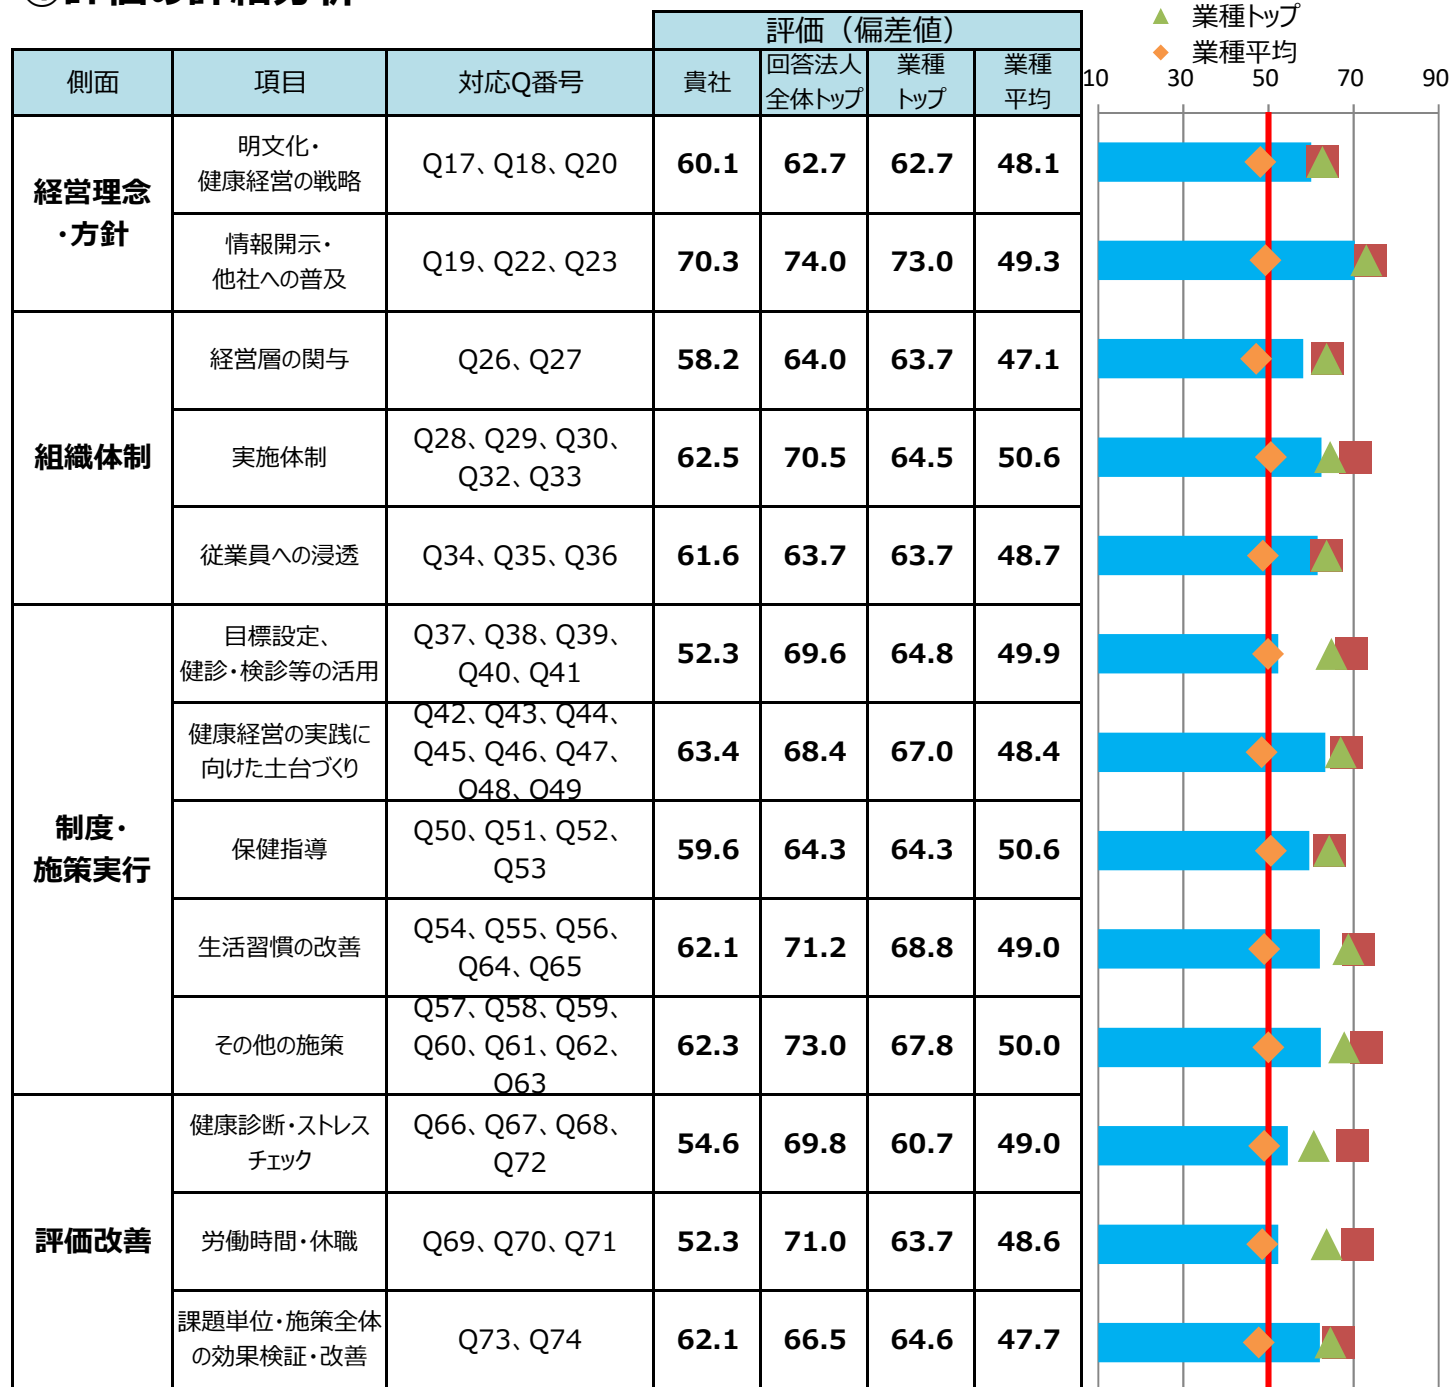 評価（偏差値）
▲ 業種トップ
◆ 業種平均
側面 項目 対応Q番号 貴社 回答法人 業種 業種
全体トップ トップ 平均
10 30 50 70 90
経営理念
・方針
明文化・
健康経営の戦略
Q17、Q18、Q20 60.1 62.7 62.7 48.1
情報開示・
他社への普及
Q19、Q22、Q23 70.3 74.0 73.0 49.3
組織体制
経営層の関与 Q26、Q27 58.2 64.0 63.7 47.1
実施体制
Q28、Q29、Q30、
Q32、Q33
62.5 70.5 64.5 50.6
従業員への浸透 Q34、Q35、Q36 61.6 63.7 63.7 48.7
制度・
施策実行
目標設定、
健診・検診等の活用
Q37、Q38、Q39、
Q40、Q41
52.3 69.6 64.8 49.9
健康経営の実践に
向けた土台づくり
Q42、Q43、Q44、
Q45、Q46、Q47、
Q48、Q49
63.4 68.4 67.0 48.4
保健指導
Q50、Q51、Q52、
Q53
59.6 64.3 64.3 50.6
生活習慣の改善
Q54、Q55、Q56、
Q64、Q65
62.1 71.2 68.8 49.0
その他の施策
Q57、Q58、Q59、
Q60、Q61、Q62、
Q63
62.3 73.0 67.8 50.0
評価改善
健康診断・ストレス
チェック
Q66、Q67、Q68、
Q72
54.6 69.8 60.7 49.0
労働時間・休職 Q69、Q70、Q71 52.3 71.0 63.7 48.6
課題単位・施策全体
の効果検証・改善
Q73、Q74 62.1 66.5 64.6 47.7